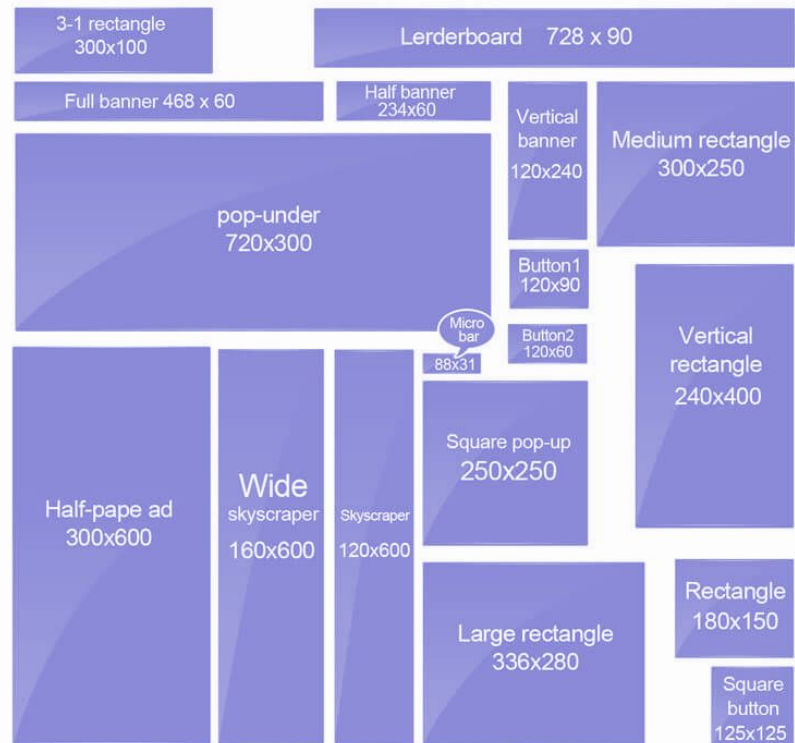 3-1 rectangle
300x100
Lerderboard 728 x 90
Full banner 468 x 60
Half banner
234x60
Vertical
banner
120x240
Medium rectangle
300x250
pop-under
720x300
Button1
120x90
Micro
bar
88x31
Button2
120x60
Vertical
rectangle
240x400
Half-pape ad
300x600
Wide
skyscraper
160x600
Skyscraper
120x600
Square pop-up
250x250
Large rectangle
336x280
Rectangle
180x150
Square
button
125x125